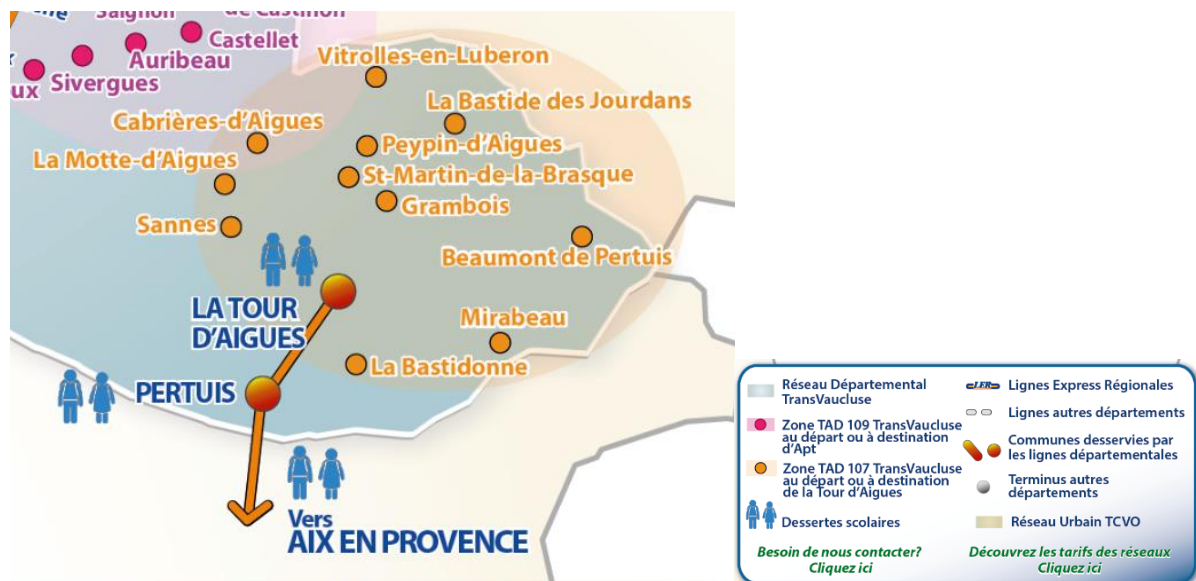 Saignon
de Castillon
Castellet
Auribeau
Sivergues
ux
Vitrolles-en-Luberon
La Bastide des Jourdans
Cabrières-d'Aigues
Peypin-d'Aigues
La Motte-d'Aigues
St-Martin-de-la-Brasque
Grambois
Sannes
Beaumont de Pertuis
LA TOUR
D'AIGUES
Mirabeau
La Bastidonne
PERTUIS
Vers
AIX EN PROVENCE
Réseau Départemental
TransVaucluse
Zone TAD 109 TransVaucluse
au départ ou à destination
d'Apt
Zone TAD 107 TransVaucluse
au départ ou à destination
de la Tour d'Aigues
Dessertes scolaires
Besoin de nous contacter?
Cliquez ici
LER Lignes Express Régionales
Lignes autres départements
Communes desservies par
les lignes départementales
Terminus autres
départements
Réseau Urbain TCVO
Découvrez les tarifs des réseaux
Cliquez ici